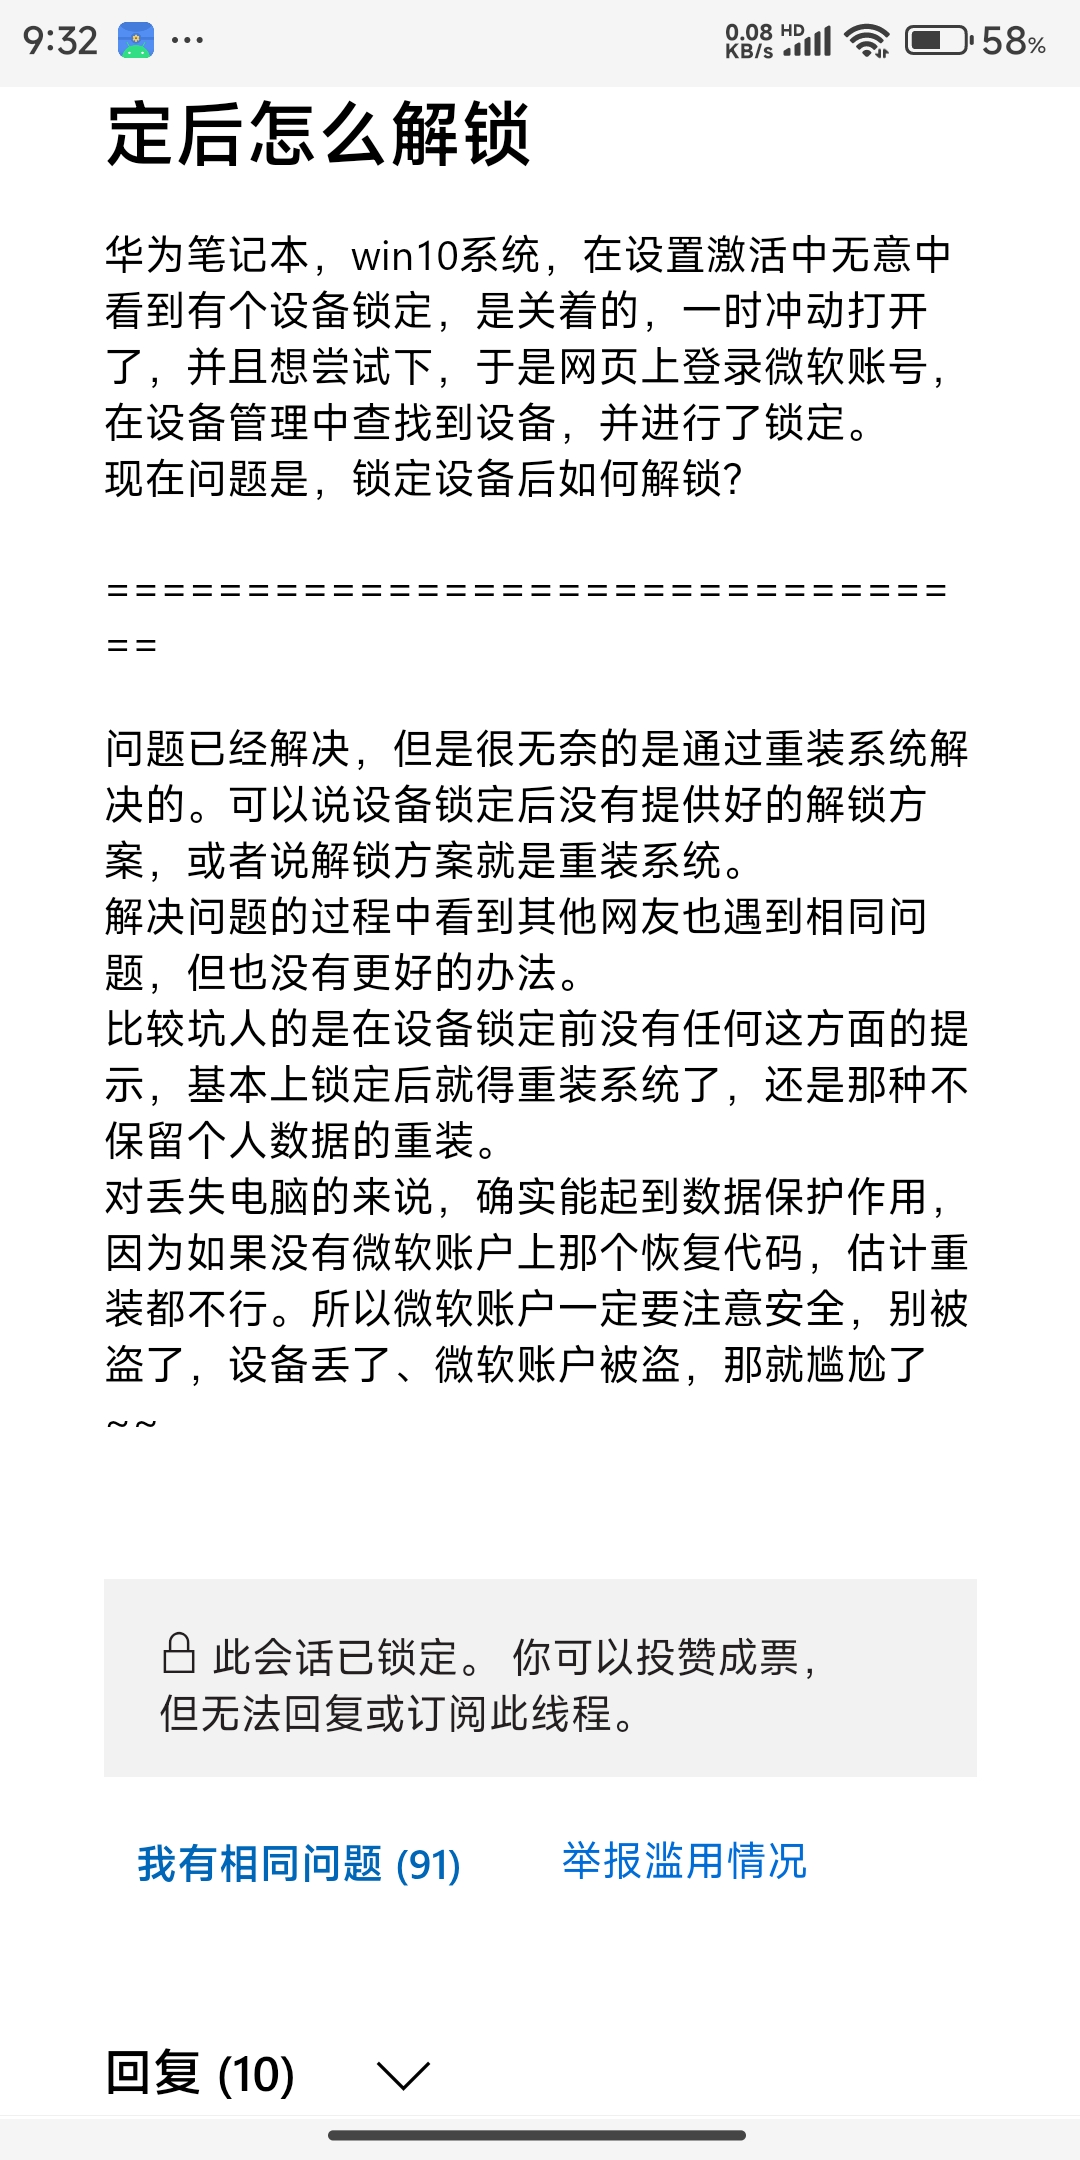 9:32
0.08
KB/s
HD
58%
定后怎么解锁
华为笔记本，win10系统，在设置激活中无意中
看到有个设备锁定，是关着的，一时冲动打开
了，并且想尝试下，于是网页上登录微软账号，
在设备管理中查找到设备，并进行了锁定。
现在问题是，锁定设备后如何解锁?
==============================
==
问题已经解决，但是很无奈的是通过重装系统解
决的。可以说设备锁定后没有提供好的解锁方
案，或者说解锁方案就是重装系统。
解决问题的过程中看到其他网友也遇到相同问
题，但也没有更好的办法。
比较坑人的是在设备锁定前没有任何这方面的提
示，基本上锁定后就得重装系统了，还是那种不
保留个人数据的重装。
对丢失电脑的来说，确实能起到数据保护作用，
因为如果没有微软账户上那个恢复代码，估计重
装都不行。所以微软账户一定要注意安全，别被
盗了，设备丢了、微软账户被盗，那就尴尬了
~~
此会话已锁定。 你可以投赞成票，
但无法回复或订阅此线程。
我有相同问题 (91)
举报滥用情况
回复 (10)